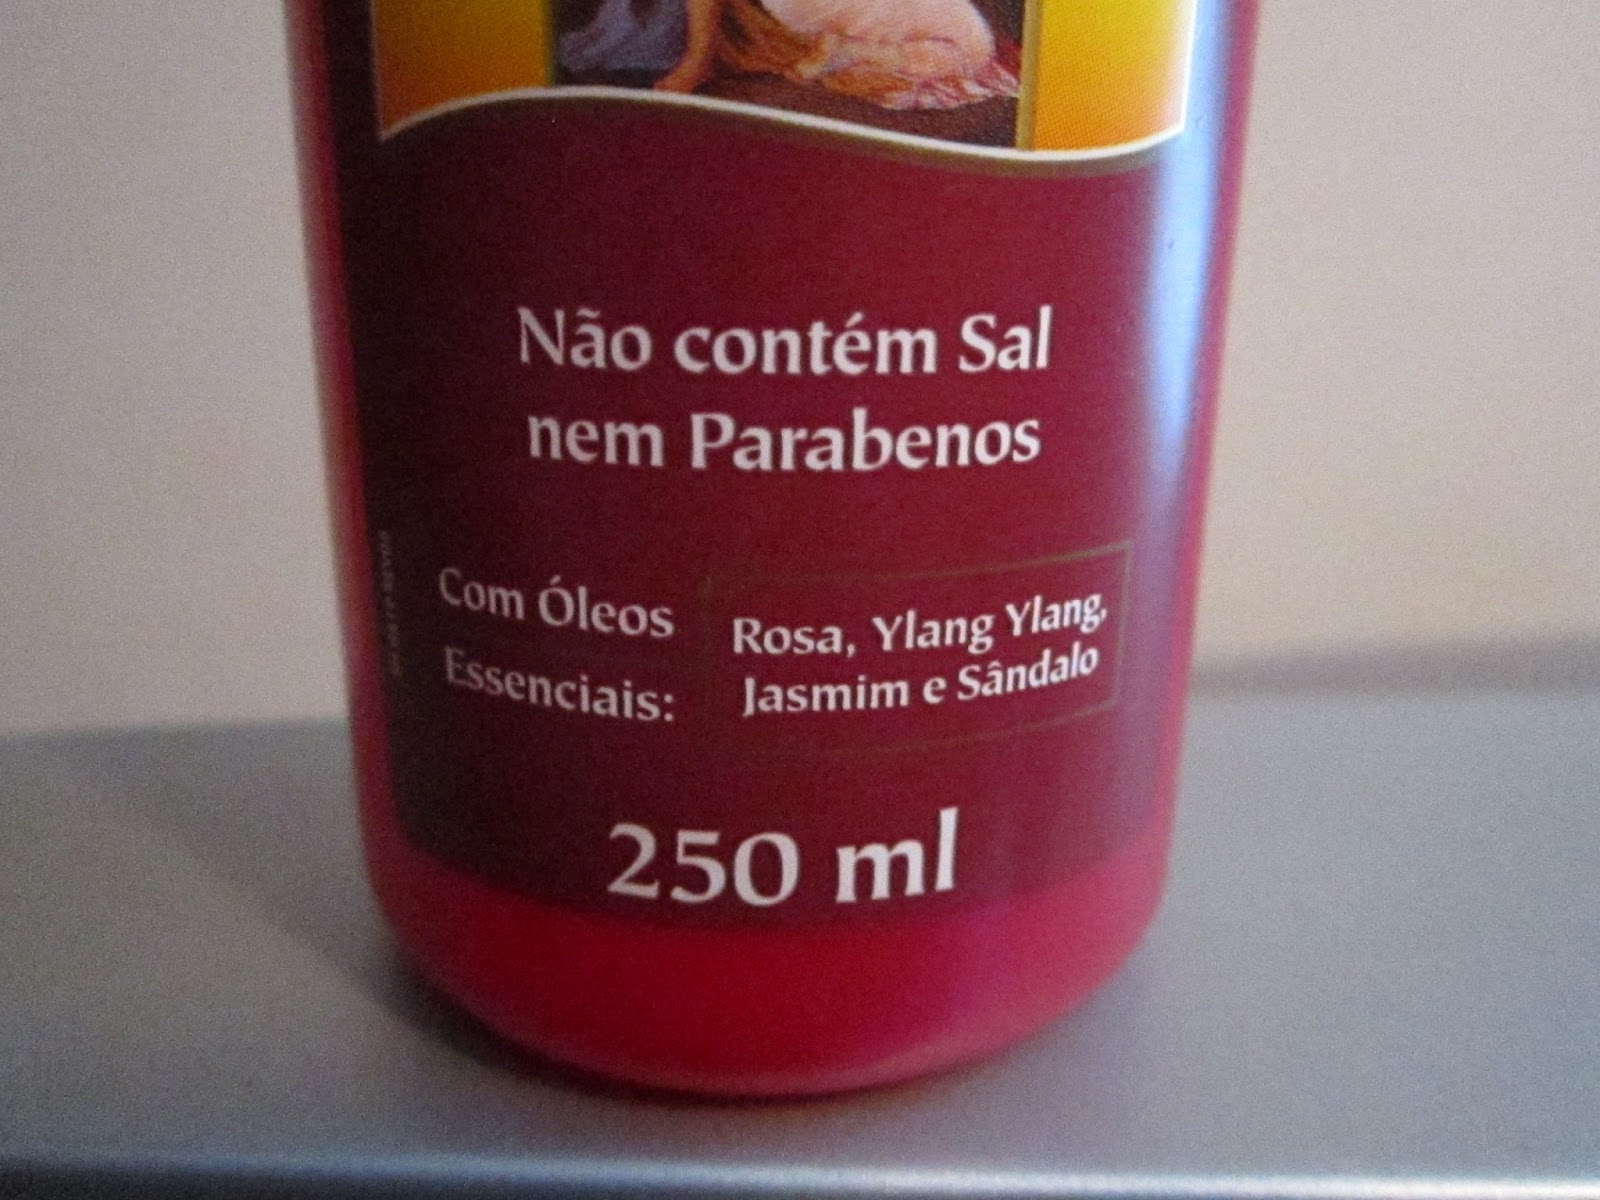 Não contém Sal
nem Parabenos
Com Óleos
Essenciais:
Rosa, Ylang Ylang,
Jasmim e Sândalo
250 ml